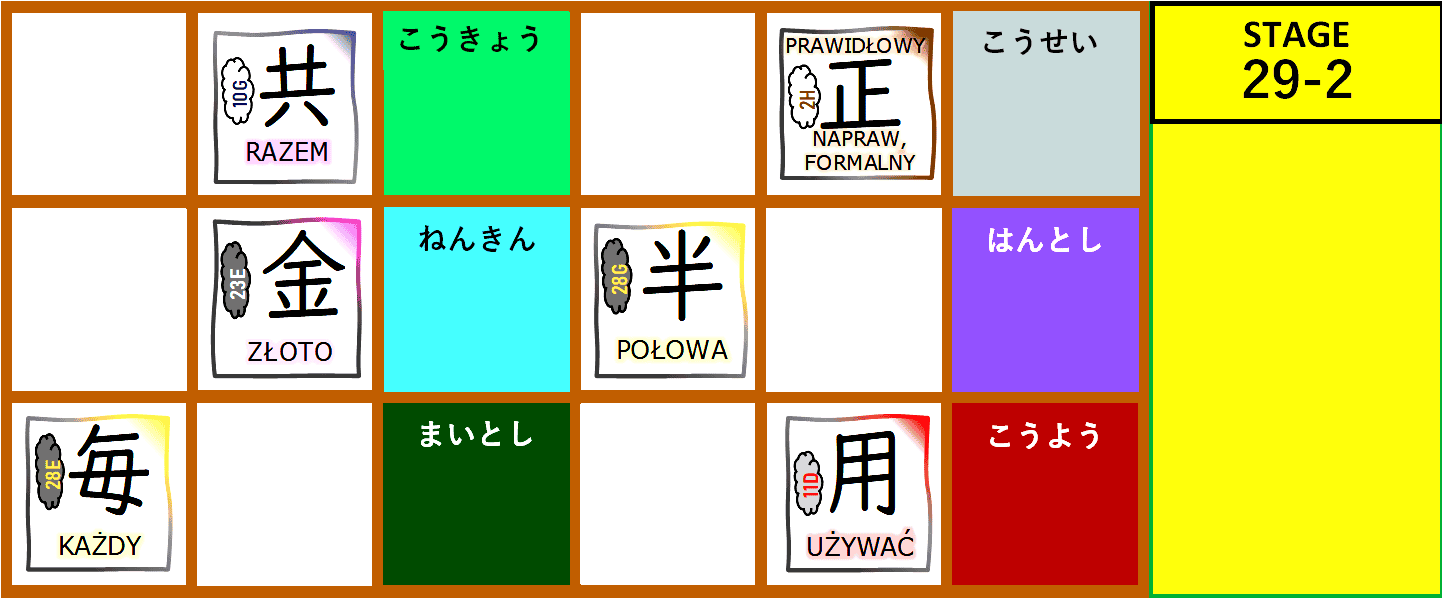 10G
共
RAZEM
こうきょう
PRAWIDŁOWY
2H
正
NAPRAW,
FORMALNY
こうせい
STAGE
29-2
23E
金
ZŁOTO
ねんきん
28G
半
POŁOWA
はんとし
28E
毎
KAŻDY
まいとし
11D
用
UŻYWAĆ
こうよう